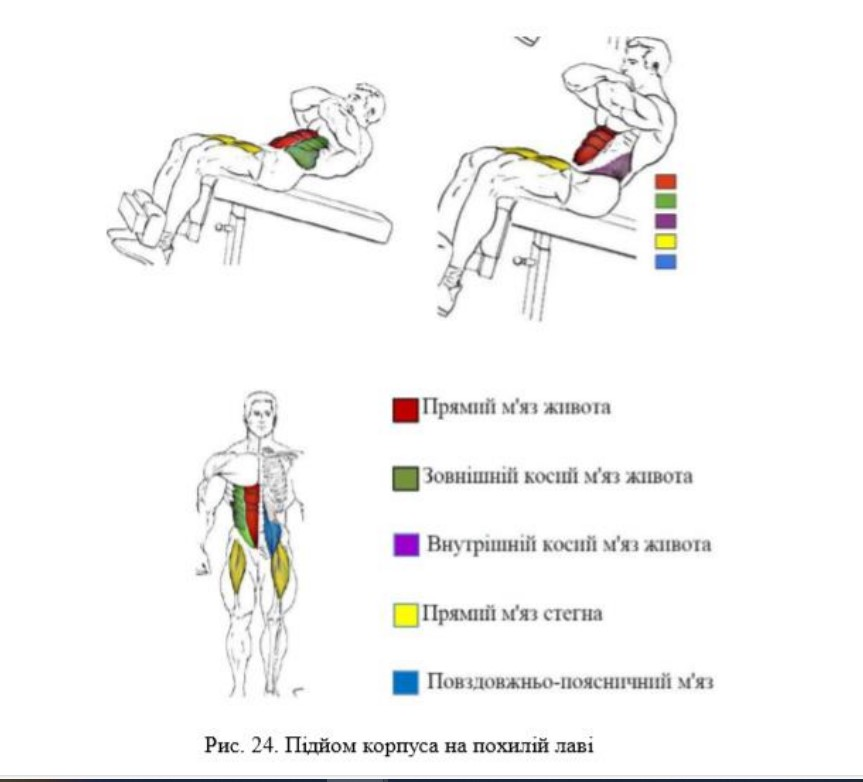 Прямий м'яз живота
Зовнішній косий м'яз живота
Внутрішній косий м'яз живота
Прямий м'яз стегна
Повздовжньо-поясничний м'яз
Рис. 24. Підйом корпуса на похилій лаві